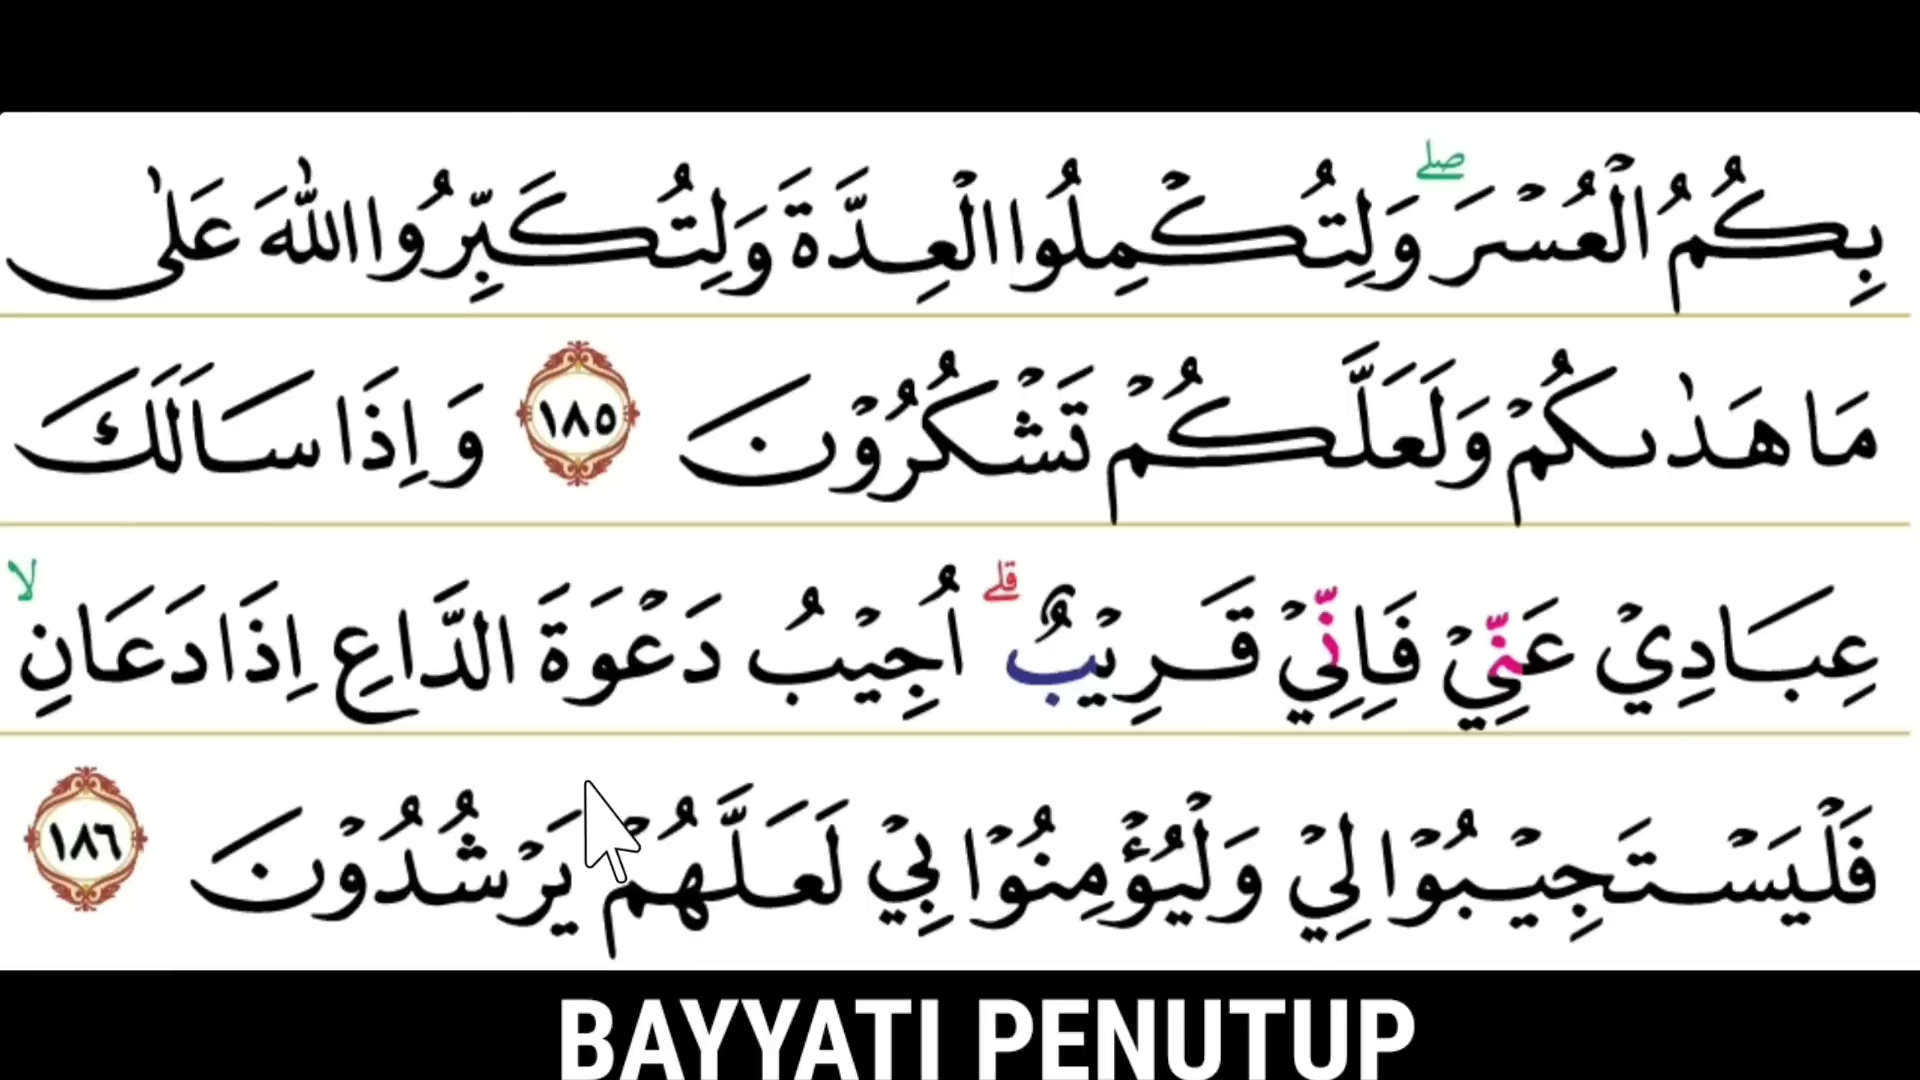 بِكُمُ الْعُسْرَ ۖ وَلِتُكْمِلُوا الْعِدَّةَ وَلِتُكَبِّرُوا اللّٰهَ عَلٰى
مَا هَدٰىكُمْ وَلَعَلَّكُمْ تَشْكُرُوْنَ ١٨٥ وَاِذَا سَاَلَكَ
عِبَادِيْ عَنِّيْ فَاِنِّيْ قَرِيْبٌ ۗ اُجِيْبُ دَعْوَةَ الدَّاعِ اِذَا دَعَانِ ۙ
فَلْيَسْتَجِيْبُوْا لِيْ وَلْيُؤْمِنُوْا بِيْ لَعَلَّهُمْ يَرْشُدُوْنَ ١٨٦
BAYYATI PENUTUP